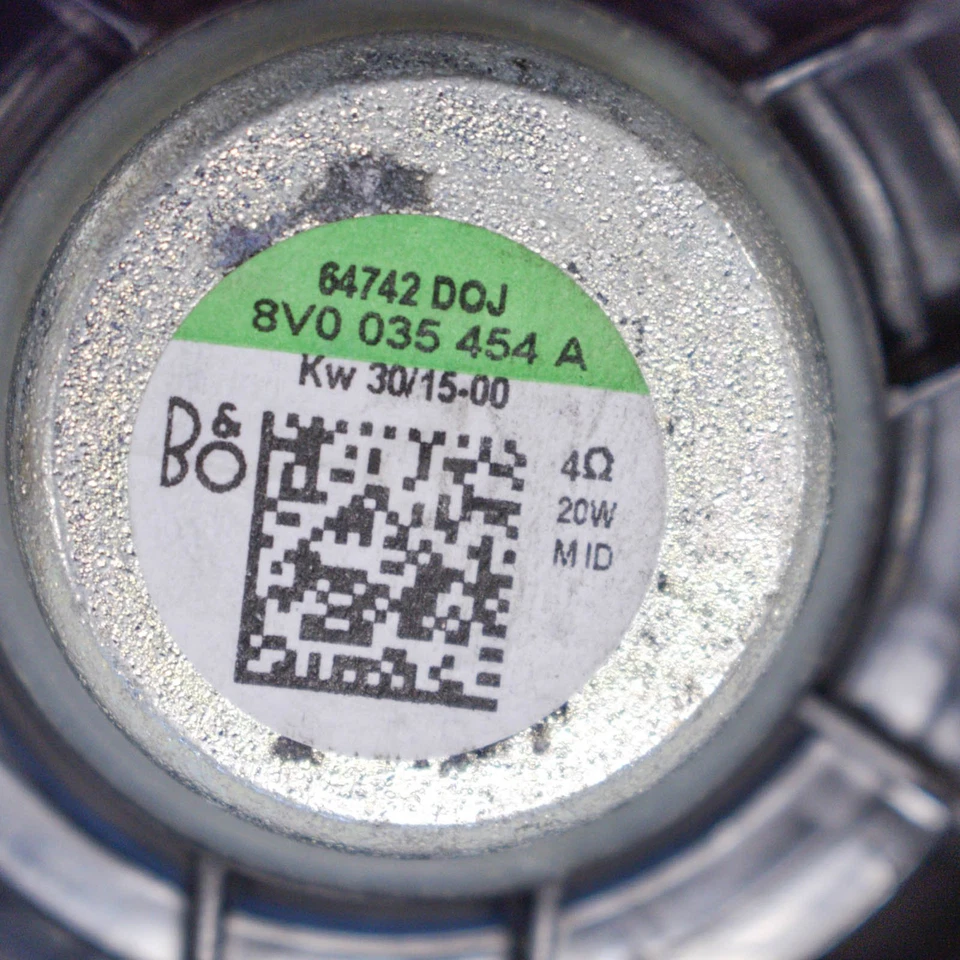 64742 DOJ
8V0 035 454 A
Kw 30/15-00
B&O
4Ω
20W
MID